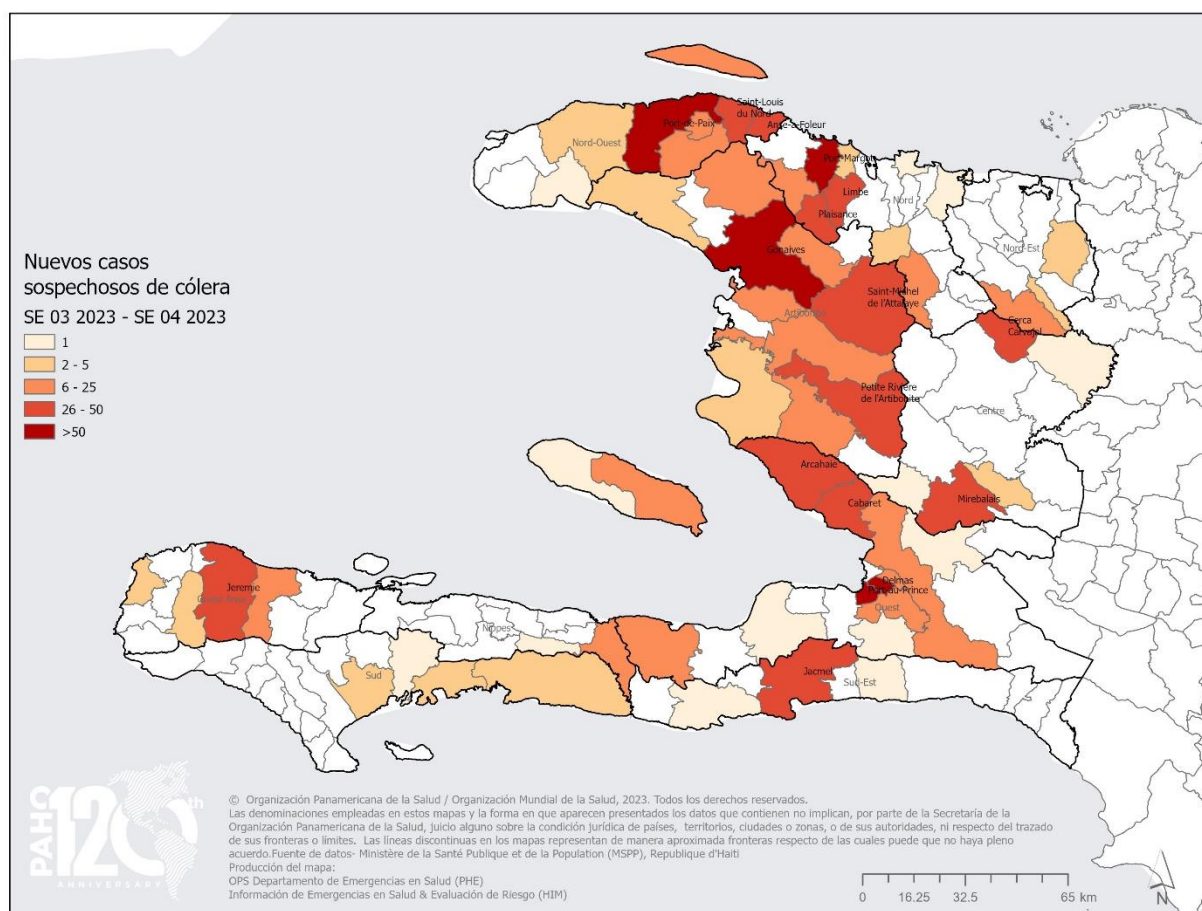 Saint-Louis
du Nord
Port-de-Paix
Anse-a-Foleur
Nord-Ouest
Port-Margot
Limbe
Nord
Plaisance
Nord-Est
Gonaives
Saint-Michel
de l'Attalaye
Artibonite
Cerca
Carvajal
Petite Rivière
de l'Artibonite
Centre
Arcahaie
Cabaret
Mirebalais
Delmas
Port-au-Prince
Ouest
Jeremie
Grand'Anse
Nippes
Sud
Jacmel
Sud-Est
Nuevos casos
sospechosos de cólera
SE 03 2023 - SE 04 2023
1
2 - 5
6 - 25
26 - 50
>50
PAHO
120th
ANNIVERSARY
© Organización Panamericana de la Salud / Organización Mundial de la Salud, 2023. Todos los derechos reservados.
Las denominaciones empleadas en estos mapas y la forma en que aparecen presentados los datos que contienen no implican, por parte de la Secretaría de la
Organización Panamericana de la Salud, juicio alguno sobre la condición jurídica de países, territorios, ciudades o zonas, o de sus autoridades, ni respecto del trazado
de sus fronteras o límites. Las líneas discontinuas en los mapas representan de manera aproximada fronteras respecto de las cuales puede que no haya pleno
acuerdo.Fuente de datos- Ministère de la Santé Publique et de la Population (MSPP), Republique d'Haiti
Producción del mapa:
OPS Departamento de Emergencias en Salud (PHE)
Información de Emergencias en Salud & Evaluación de Riesgo (HIM)
0 16.25 32.5 65 km
N